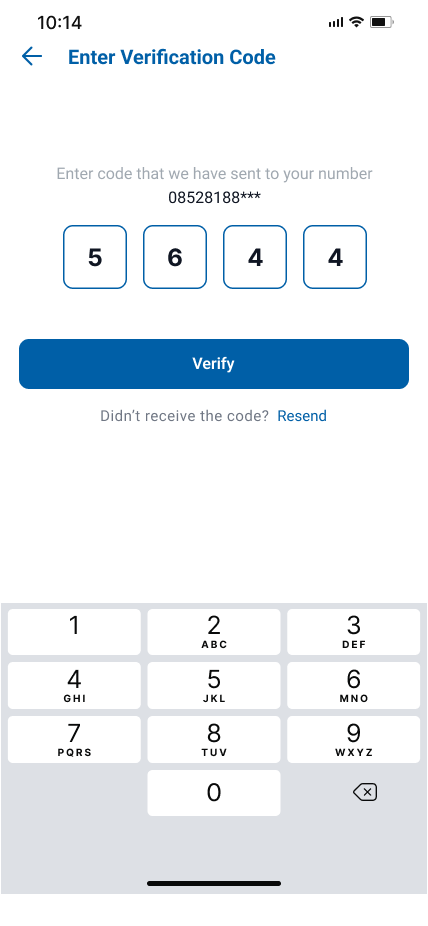 10:14
Enter Verification Code
Enter code that we have sent to your number
08528188***
5 6 4 4
Verify
Didn't receive the code? Resend
1 2 3
ABC DEF
4 5 6
GHI JKL MNO
7 8 9
PQRS TUV WXYZ
0